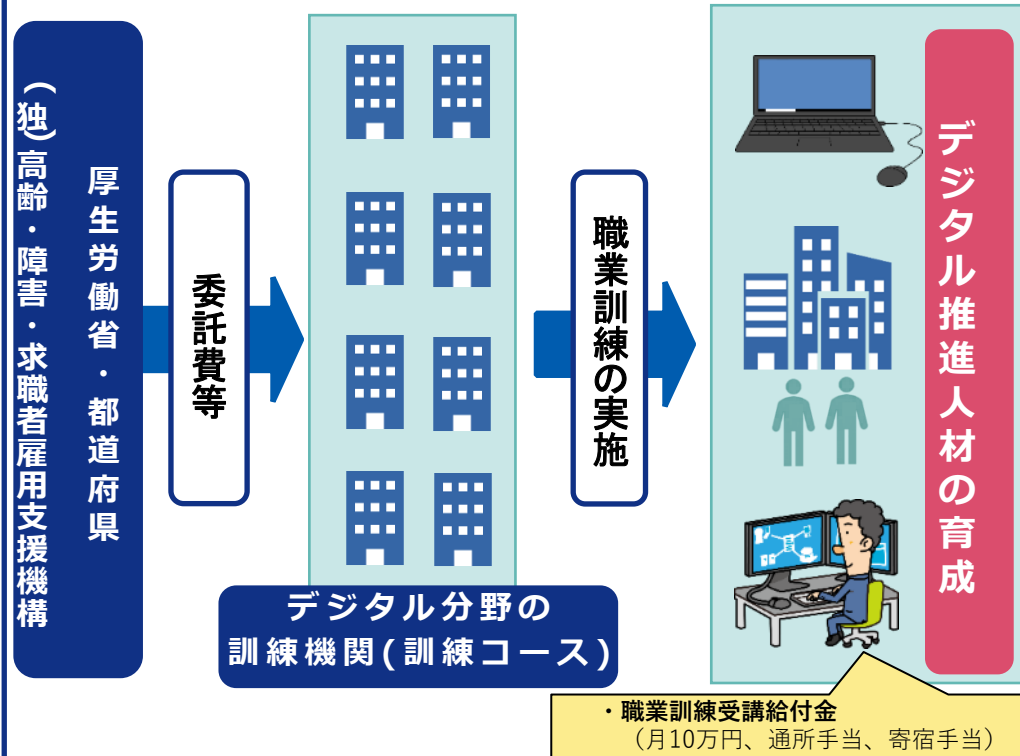 厚生労働省・都道府県
(独)高齢・障害・求職者雇用支援機構
委託費等
デジタル分野の
訓練機関(訓練コース)
職業訓練の実施
デジタル推進人材の育成
・職業訓練受講給付金
（月10万円、通所手当、寄宿手当）